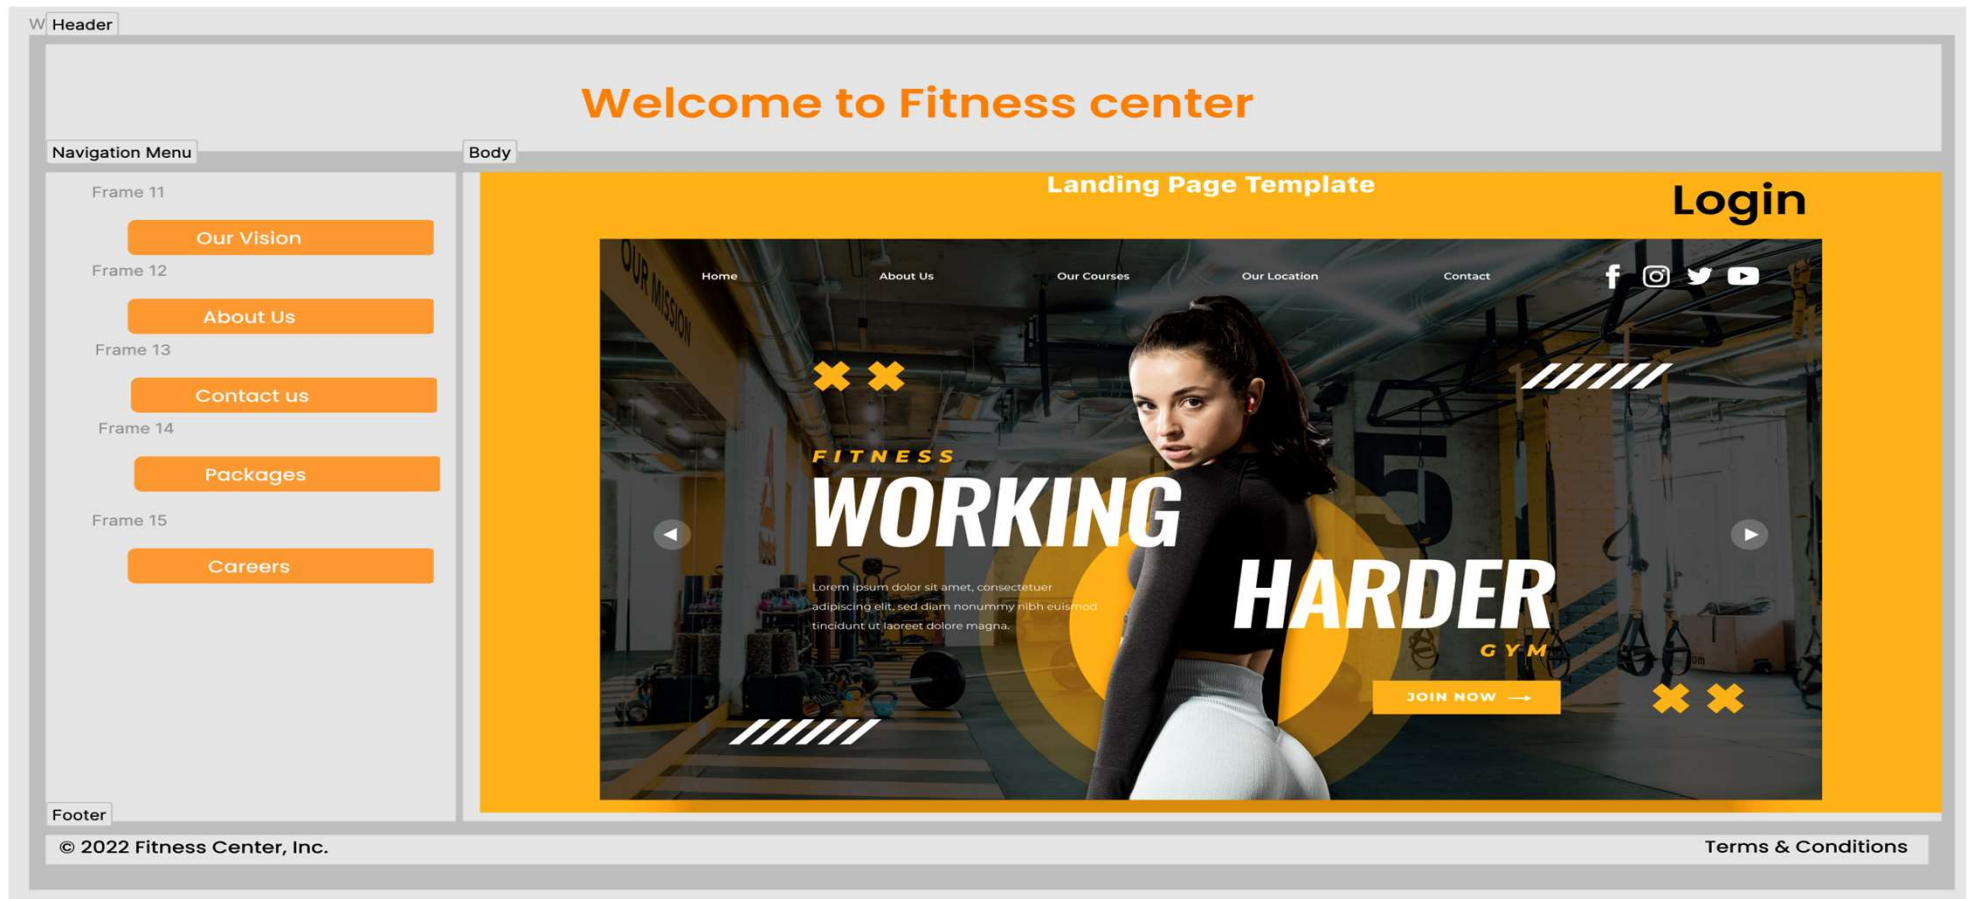 W Header
Welcome to Fitness center
Navigation Menu
Body
Frame 11
Our Vision
Frame 12
About Us
Frame 13
Contact us
Frame 14
Packages
Frame 15
Careers
Landing Page Template
Login
OUR MISSION
Home About Us Our Courses Our Location Contact
FITNESS
WORKING
HARDER
GYM
Lorem ipsum dolor sit amet, consectetuer
adipiscing elit, sed diam nonummy nibh euismod
tincidunt ut laoreet dolore magna.
JOIN NOW
5
Footer
© 2022 Fitness Center, Inc.
Terms & Conditions